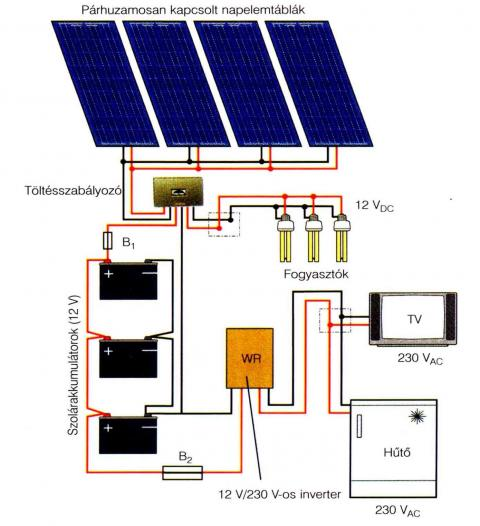 Párhuzamosan kapcsolt napelemtáblák
Töltésszabályozó
12 VDC
B1
Fogyasztók
+ −
Szolárakkumulátorok (12 V)
+ −
+ −
WR
TV
230 VAC
B2
Hűtő
12 V/230 V-os inverter
230 VAC